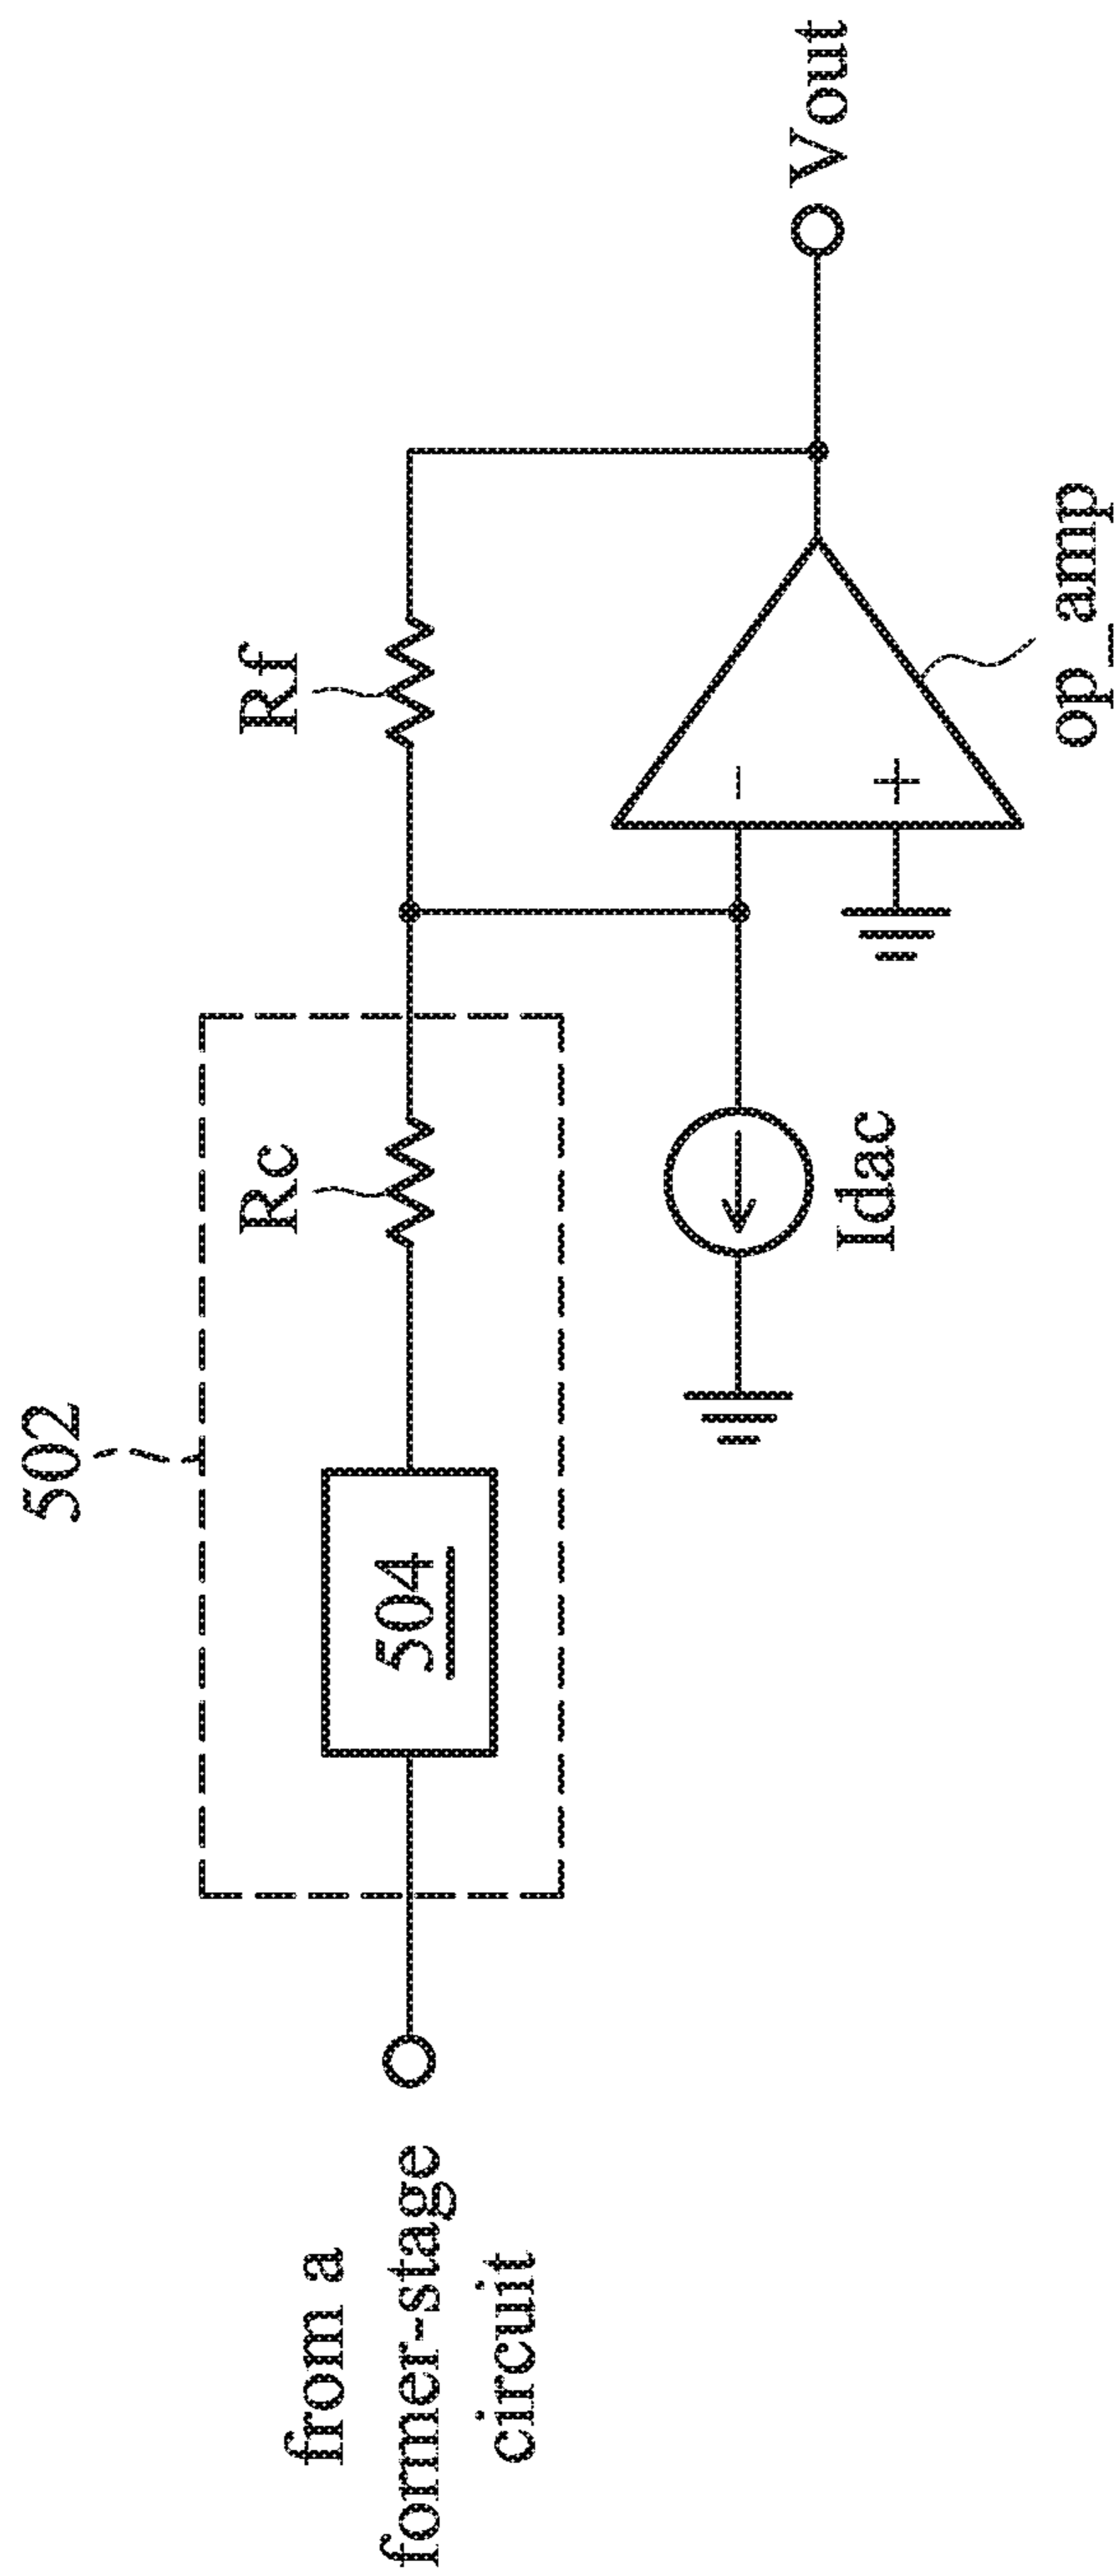 502
from a
former-stage
circuit
504
Rc
Rf
Idac
−
+
op_amp
Vout